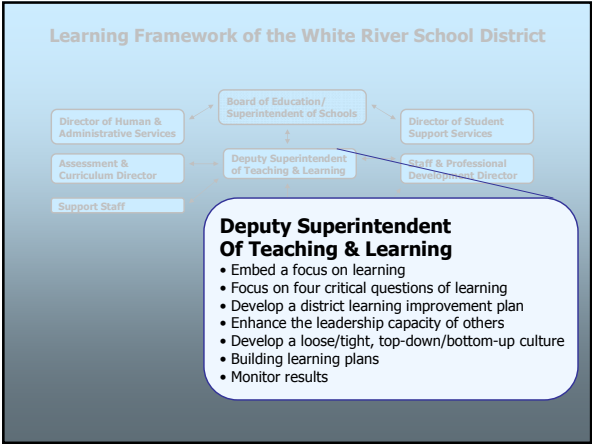 Learning Framework of the White River School District
Board of Education/
Superintendent of Schools
Director of Human &
Administrative Services
Director of Student
Support Services
Assessment &
Curriculum Director
Deputy Superintendent
of Teaching & Learning
Staff & Professional
Development Director
Support Staff
Deputy Superintendent
Of Teaching & Learning
• Embed a focus on learning
• Focus on four critical questions of learning
• Develop a district learning improvement plan
• Enhance the leadership capacity of others
• Develop a loose/tight, top-down/bottom-up culture
• Building learning plans
• Monitor results